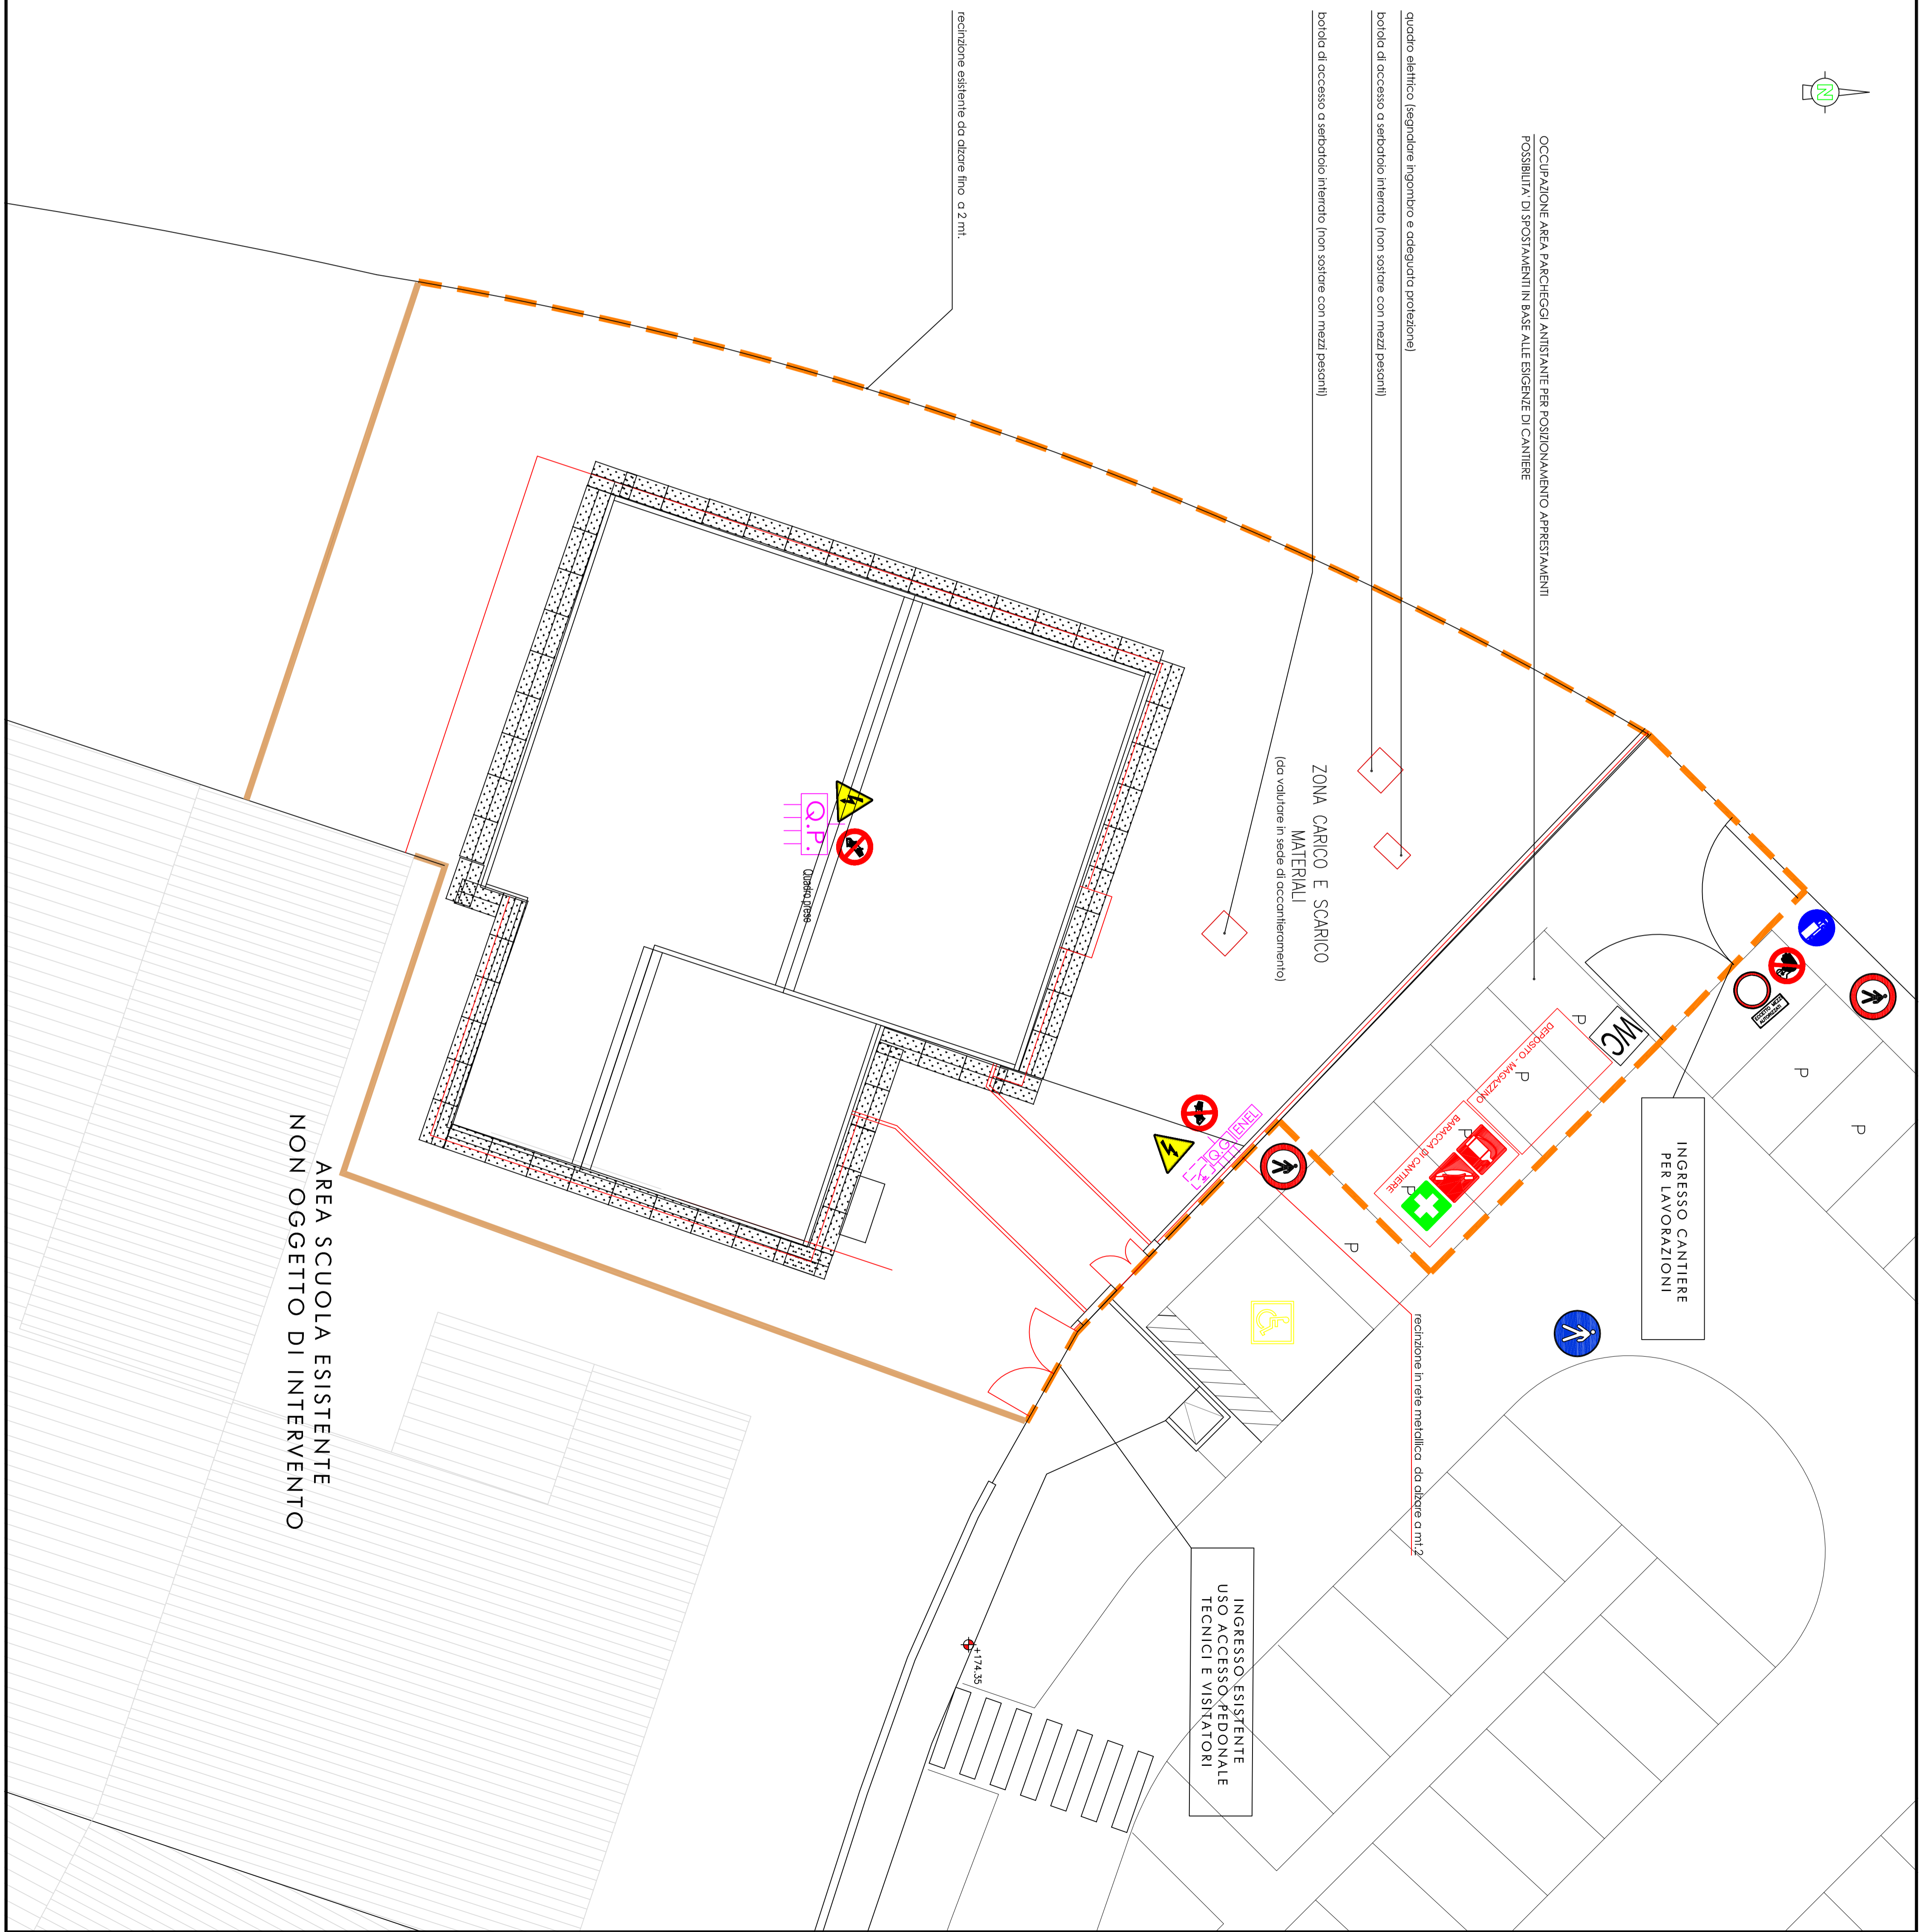 N
OCCUPAZIONE AREA PARCHEGGI ANTISTANTE PER POSIZIONAMENTO APPRESTAMENTI
POSSIBILITA' DI SPOSTAMENTI IN BASE ALLE ESIGENZE DI CANTIERE
quadro elettrico (segnalare ingombro e adeguata protezione)
botola di accesso a serbatoio interrato (non sostare con mezzi pesanti)
botola di accesso a serbatoio interrato (non sostare con mezzi pesanti)
recinzione esistente da alzare fino a 2 mt.
ZONA CARICO E SCARICO
MATERIALI
(da valutare in sede di accantieramento)
Q.P.
Quadro prese
WC
DEPOSITO - MAGAZZINO
BARACCA DI CANTIERE
P
P
P
P
P
P
P
ENEL
Q.G.
INGRESSO CANTIERE
PER LAVORAZIONI
recinzione in rete metallica da alzare a mt.2
INGRESSO ESISTENTE
USO ACCESSO PEDONALE
TECNICI E VISITATORI
+174.35
AREA SCUOLA ESISTENTE
NON OGGETTO DI INTERVENTO